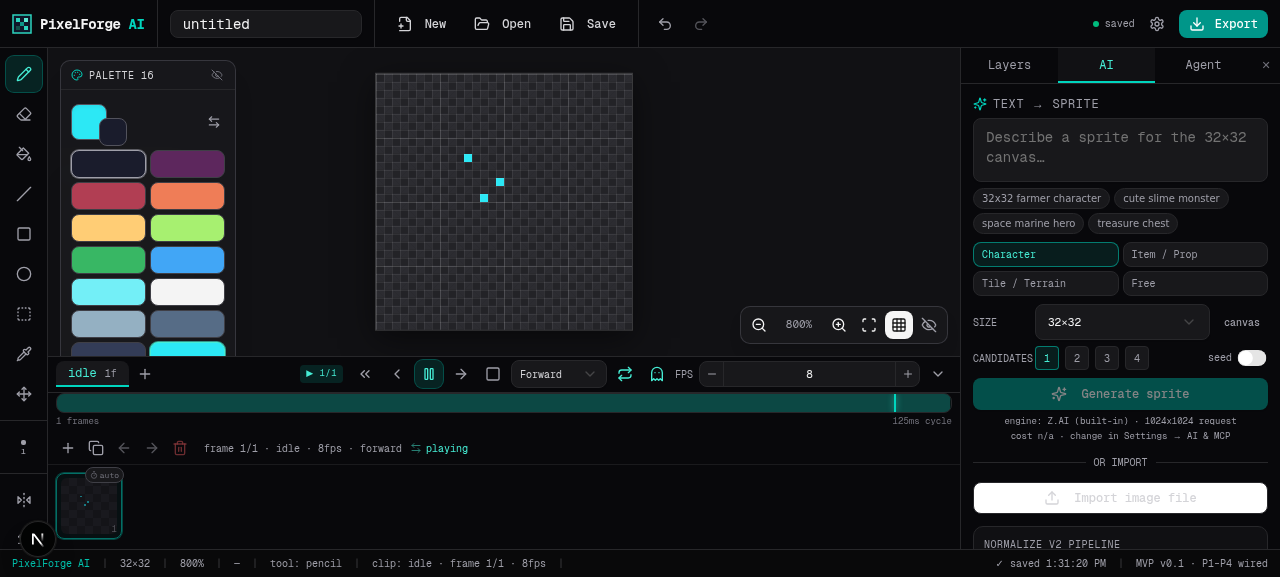 PixelForge AI
untitled
New
Open
Save
saved
Export
PALETTE 16
Layers
AI
Agent
×
TEXT → SPRITE
Describe a sprite for the 32×32
canvas…
32x32 farmer character
cute slime monster
space marine hero
treasure chest
Character
Item / Prop
Tile / Terrain
Free
SIZE
32×32
canvas
CANDIDATES
1
2
3
4
seed
Generate sprite
engine: Z.AI (built-in) · 1024x1024 request
cost n/a · change in Settings → AI & MCP
OR IMPORT
Import image file
NORMALIZE V2 PIPELINE
800%
idle 1f
▶ 1/1
Forward
FPS
8
1 frames
125ms cycle
frame 1/1 · idle · 8fps · forward
playing
auto
1
1
N
PixelForge AI
32×32
800%
—
tool: pencil
clip: idle · frame 1/1 · 8fps
✓ saved 1:31:20 PM
MVP v0.1 · P1–P4 wired